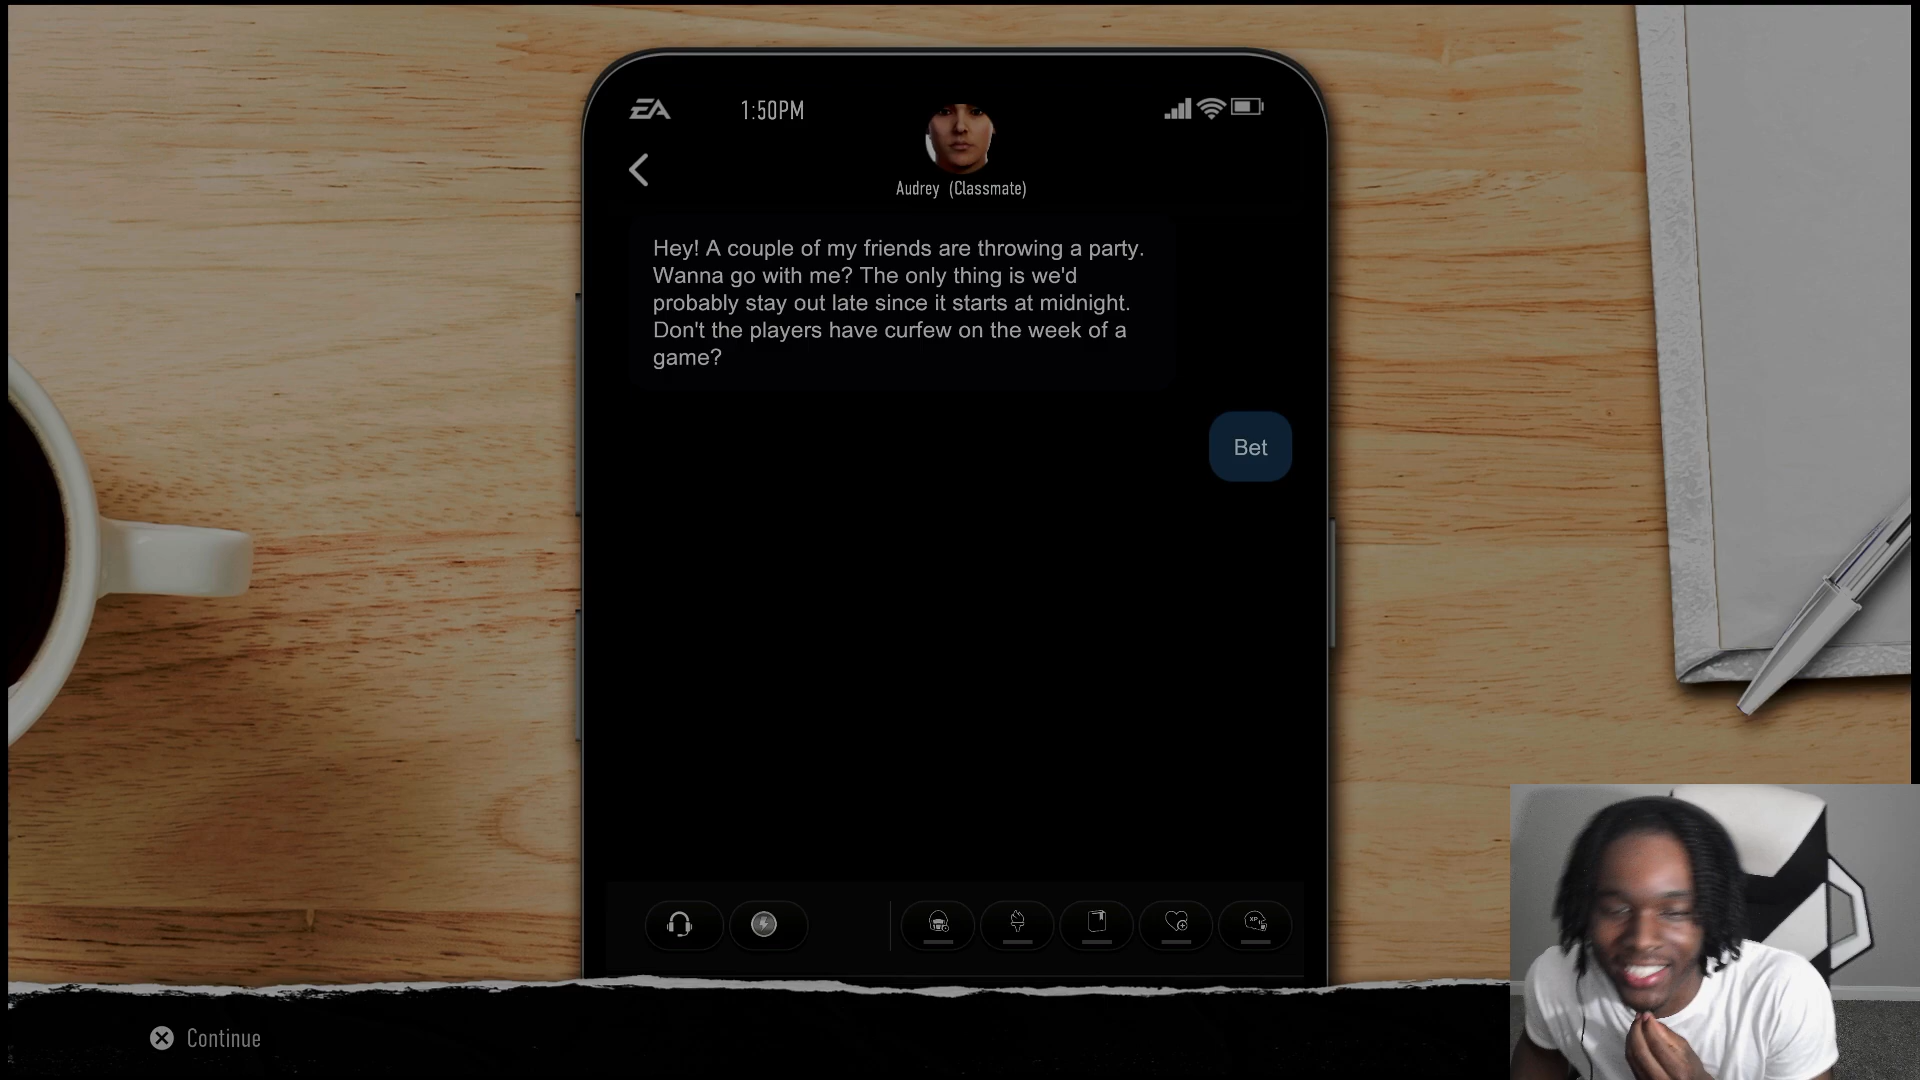 EA
1:50PM
Audrey (Classmate)
Hey! A couple of my friends are throwing a party.
Wanna go with me? The only thing is we'd
probably stay out late since it starts at midnight.
Don't the players have curfew on the week of a
game?
Bet
XP
Continue